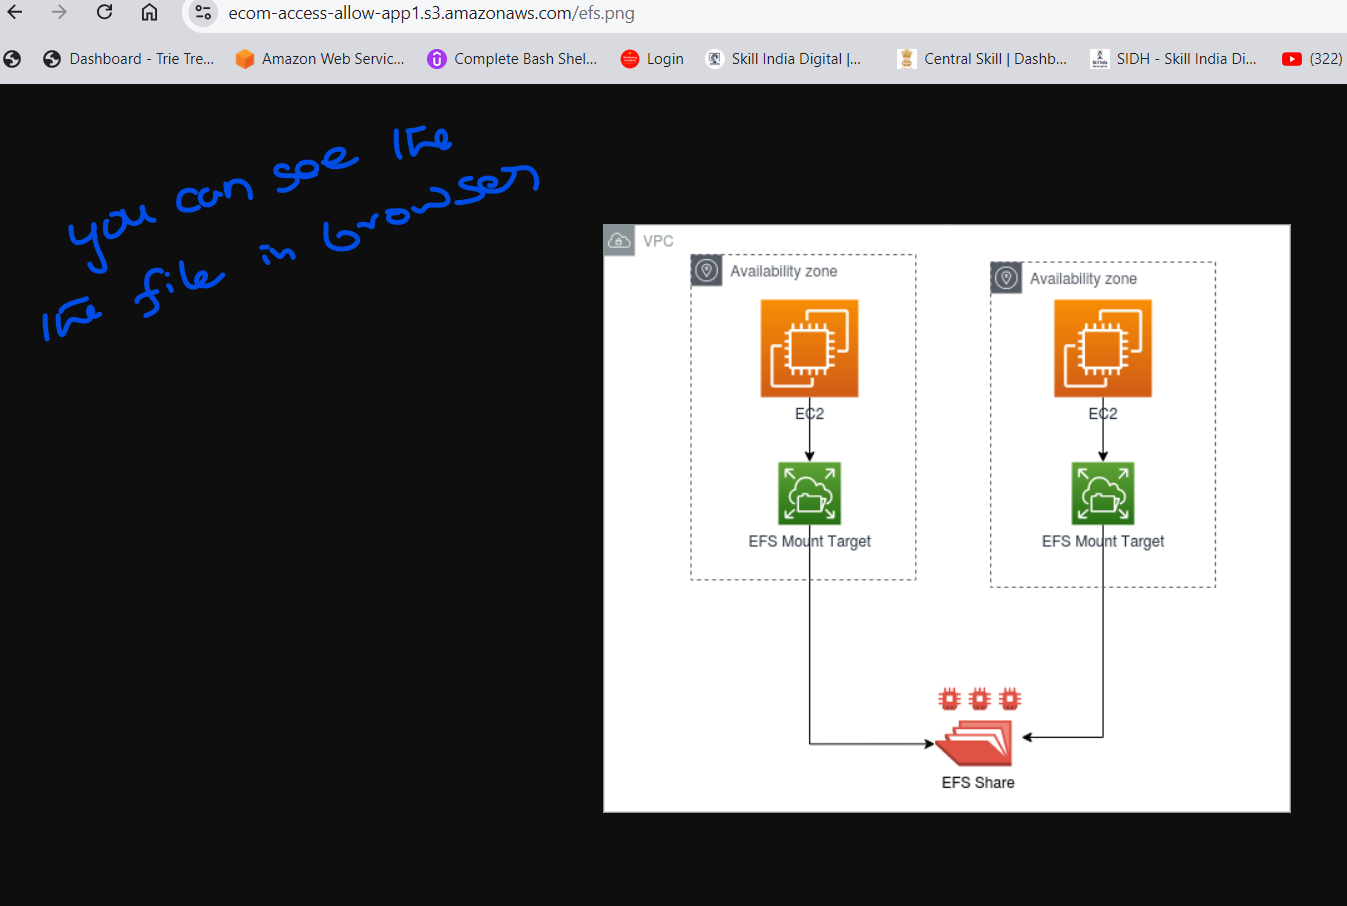 ecom-access-allow-app1.s3.amazonaws.com/efs.png
Dashboard - Trie Tre... Amazon Web Servic... Complete Bash Shel... Login Skill India Digital |... Central Skill | Dashb... SIDH - Skill India Di... (322)
you can see the
the file in browser
VPC
Availability zone
Availability zone
EC2
EC2
EFS Mount Target
EFS Mount Target
EFS Share